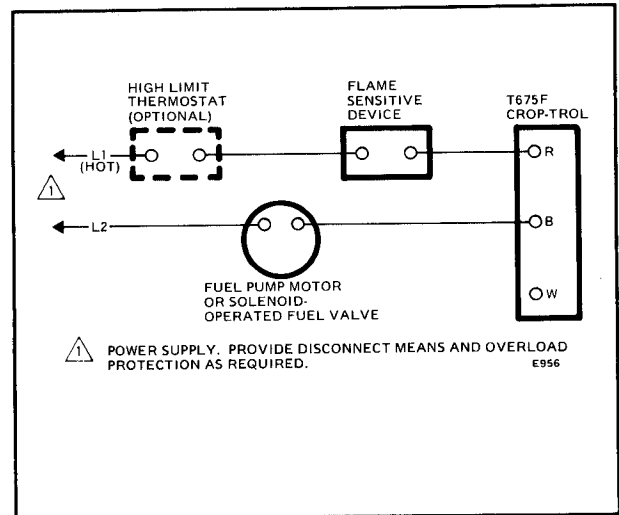 HIGH LIMIT
THERMOSTAT
(OPTIONAL)
FLAME
SENSITIVE
DEVICE
T675F
CROP-TROL
L1
(HOT)
R
1
L2
B
W
FUEL PUMP MOTOR
OR SOLENOID-
OPERATED FUEL VALVE
1 POWER SUPPLY. PROVIDE DISCONNECT MEANS AND OVERLOAD
PROTECTION AS REQUIRED.
E956